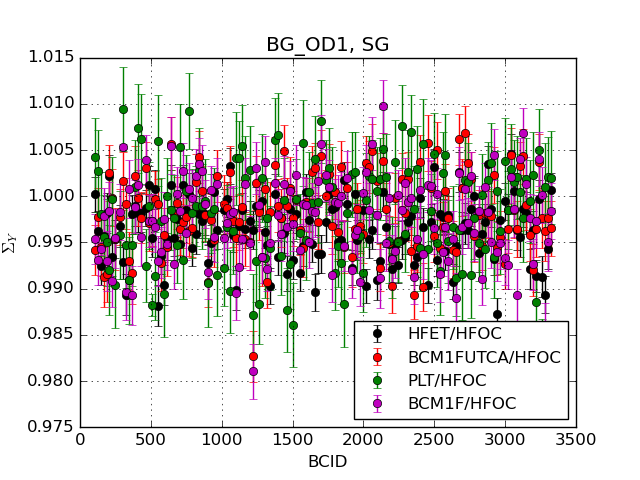 BG_OD1, SG
1.015
1.010
1.005
1.000
0.995
0.990
0.985
0.980
0.975
Σ_Y
HFET/HFOC
BCM1FUTCA/HFOC
PLT/HFOC
BCM1F/HFOC
0 500 1000 1500 2000 2500 3000 3500
BCID